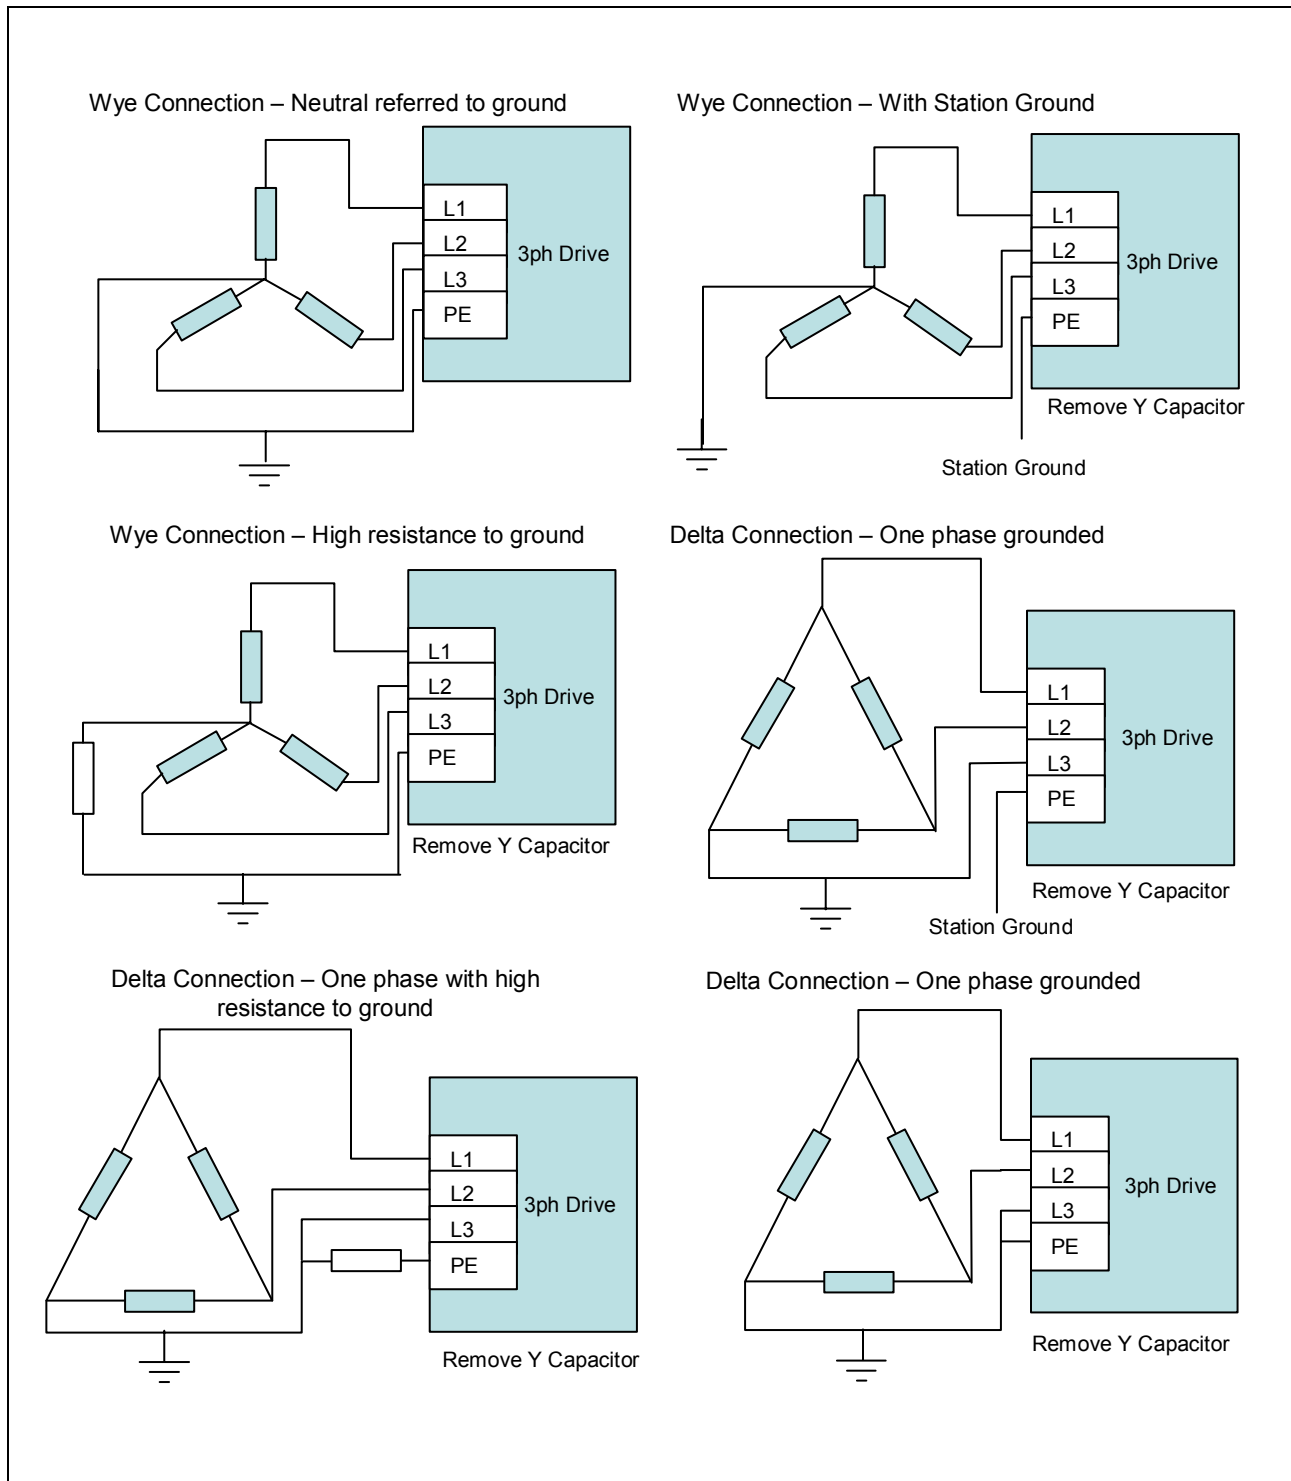 Wye Connection – Neutral referred to ground
L1
L2
L3
PE
3ph Drive
Wye Connection – With Station Ground
L1
L2
L3
PE
3ph Drive
Remove Y Capacitor
Station Ground
Wye Connection – High resistance to ground
L1
L2
L3
PE
3ph Drive
Remove Y Capacitor
Delta Connection – One phase grounded
L1
L2
L3
PE
3ph Drive
Remove Y Capacitor
Station Ground
Delta Connection – One phase with high
resistance to ground
L1
L2
L3
PE
3ph Drive
Remove Y Capacitor
Delta Connection – One phase grounded
L1
L2
L3
PE
3ph Drive
Remove Y Capacitor